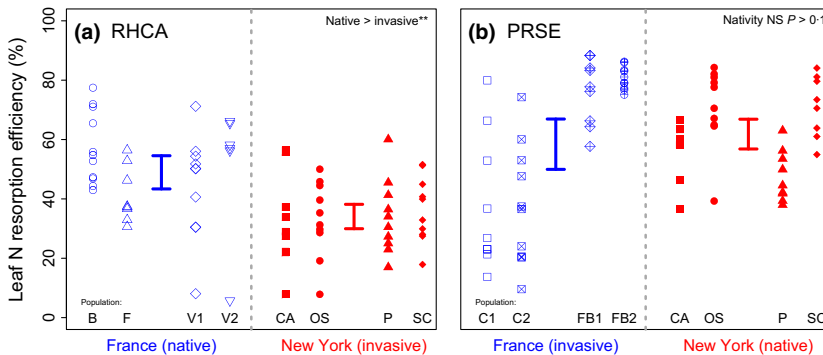 Leaf N resorption efficiency (%)
100
80
60
40
20
0
(a) RHCA
Native > invasive**
Population:
B F V1 V2 CA OS P SC
France (native) New York (invasive)
(b) PRSE
Nativity NS P > 0·1
Population:
C1 C2 FB1 FB2 CA OS P SC
France (invasive) New York (native)